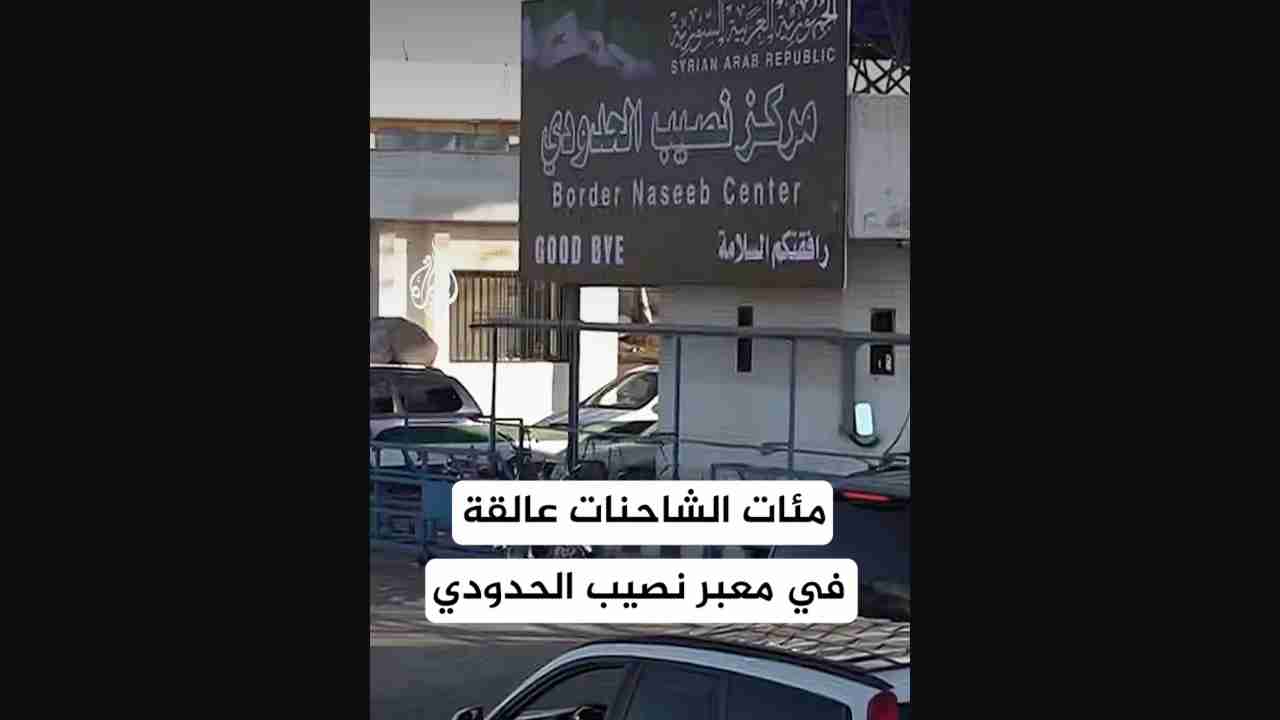 الجمهورية العربية السورية
SYRIAN ARAB REPUBLIC
مركز نصيب الحدودي
Border Naseeb Center
GOOD BYE
رافقتكم السلامة
مئات الشاحنات عالقة
في معبر نصيب الحدودي